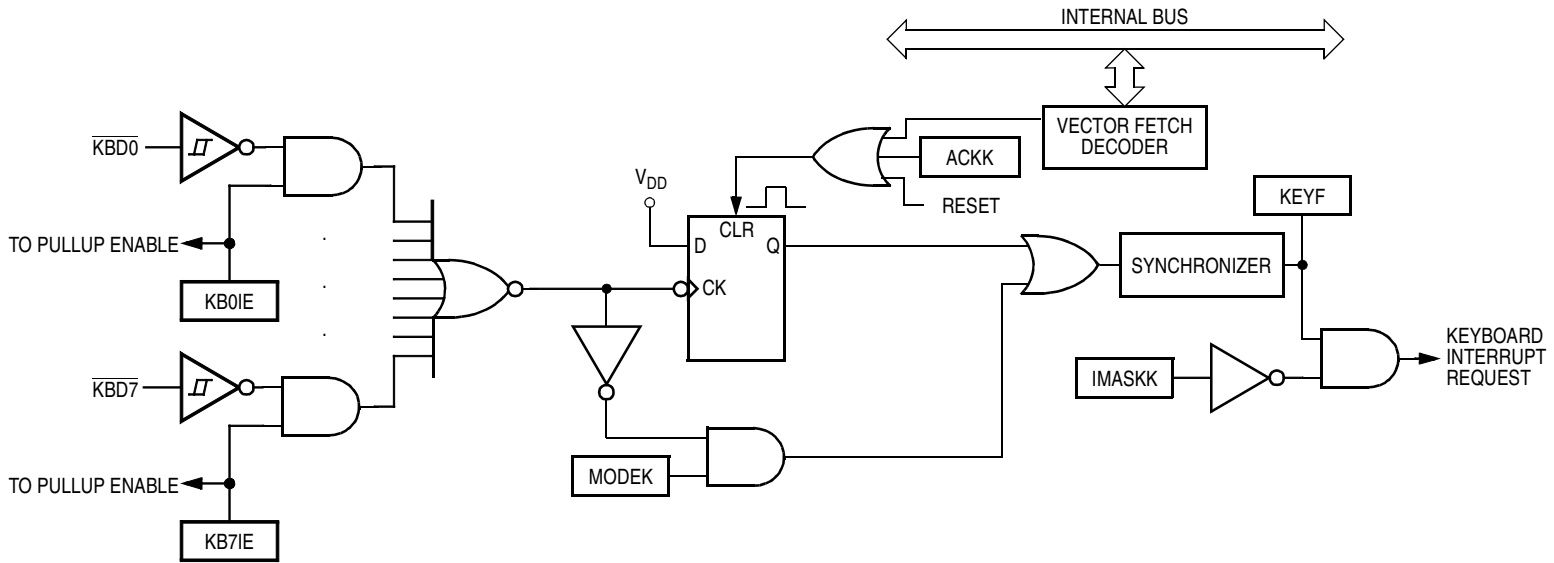 INTERNAL BUS
VECTOR FETCH
DECODER
ACKK
RESET
KBD0
TO PULLUP ENABLE
KB0IE
VDD
CLR
D
Q
CK
KEYF
SYNCHRONIZER
KBD7
TO PULLUP ENABLE
KB7IE
MODEK
IMASKK
KEYBOARD
INTERRUPT
REQUEST